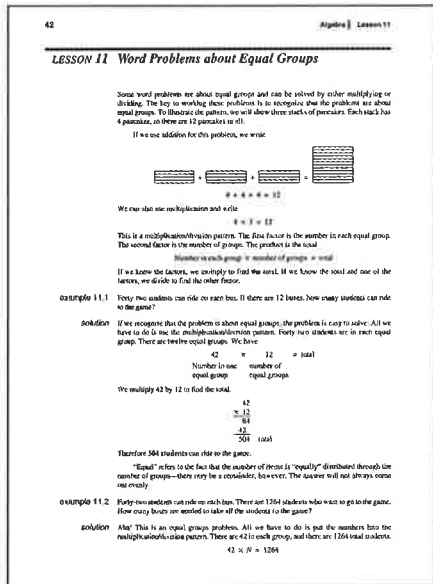 42 Algebra ½ Lesson 11
LESSON 11 Word Problems about Equal Groups
Some word problems are about equal groups and can be solved by either multiplying or
dividing. The key to working these problems is to recognize that the problems are about
equal groups. To illustrate the pattern, we will show three stacks of pancakes. Each stack has
4 pancakes, so there are 12 pancakes in all.
If we use addition for this problem, we write
+ + =
4 + 4 + 4 = 12
We can also use multiplication and write
4 × 3 = 12
This is a multiplication/division pattern. The first factor is the number in each equal group.
The second factor is the number of groups. The product is the total
Number in each group × number of groups = total
If we know the factors, we multiply to find the total. If we know the total and one of the
factors, we divide to find the other factor.
example 11.1 Forty two students can ride on each bus. If there are 12 buses, how many students can ride
to the game?
solution If we recognize that the problem is about equal groups, the problem is easy to solve. All we
have to do is use the multiplication/division pattern. Forty two students are in each equal
group. There are twelve equal groups. We have
42 × 12 = total
Number in one number of
equal group equal groups
We multiply 42 by 12 to find the total.
42
× 12
84
42
504 total
Therefore 504 students can ride to the game.
"Equal" refers to the fact that the number of items is "equally" distributed through the
number of groups—there may be a remainder, however. The answer will not always come
out evenly.
example 11.2 Forty-two students can ride on each bus. There are 1264 students who want to go to the game.
How many buses are needed to take all the students to the game?
solution Aha! This is an equal groups problem. All we have to do is put the numbers into the
multiplication/division pattern. There are 42 in each group, and there are 1264 total students.
42 × N = 1264